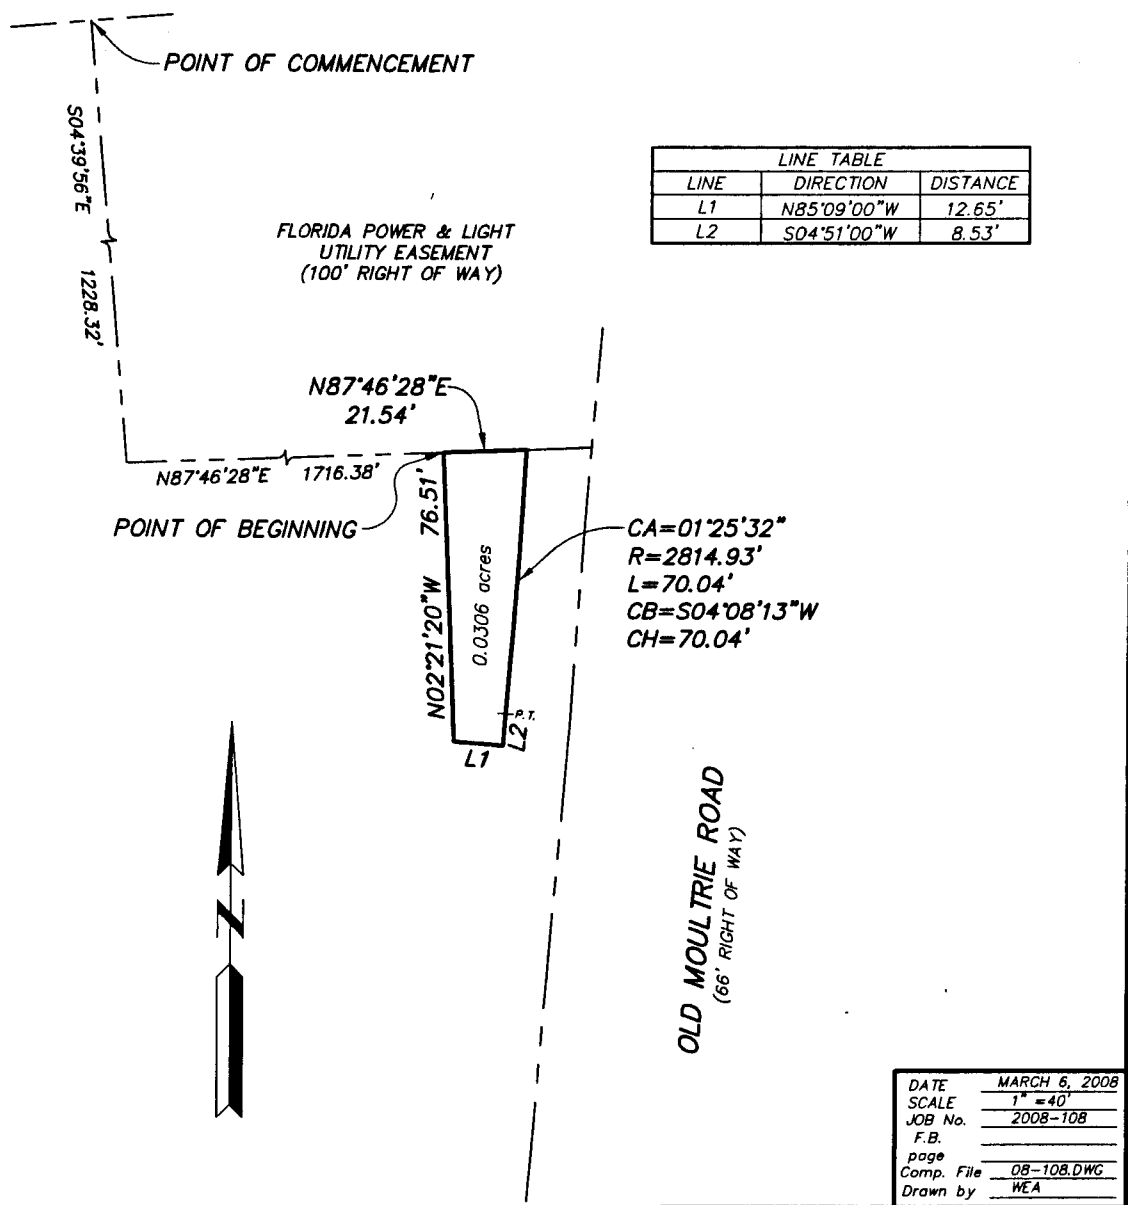 POINT OF COMMENCEMENT
S04°39'56"E 1228.32'
LINE TABLE
LINE DIRECTION DISTANCE
L1 N85°09'00"W 12.65'
L2 S04°51'00"W 8.53'
FLORIDA POWER & LIGHT
UTILITY EASEMENT
(100' RIGHT OF WAY)
N87°46'28"E
21.54'
N87°46'28"E 1716.38'
POINT OF BEGINNING
N02°21'20"W 76.51'
0.0306 acres
CA=01°25'32"
R=2814.93'
L=70.04'
CB=S04°08'13"W
CH=70.04'
P.T.
L2
L1
N
OLD MOULTRIE ROAD
(66' RIGHT OF WAY)
DATE MARCH 6, 2008
SCALE 1" =40'
JOB No. 2008-108
F.B.
page
Comp. File 08-108.DWG
Drawn by WEA